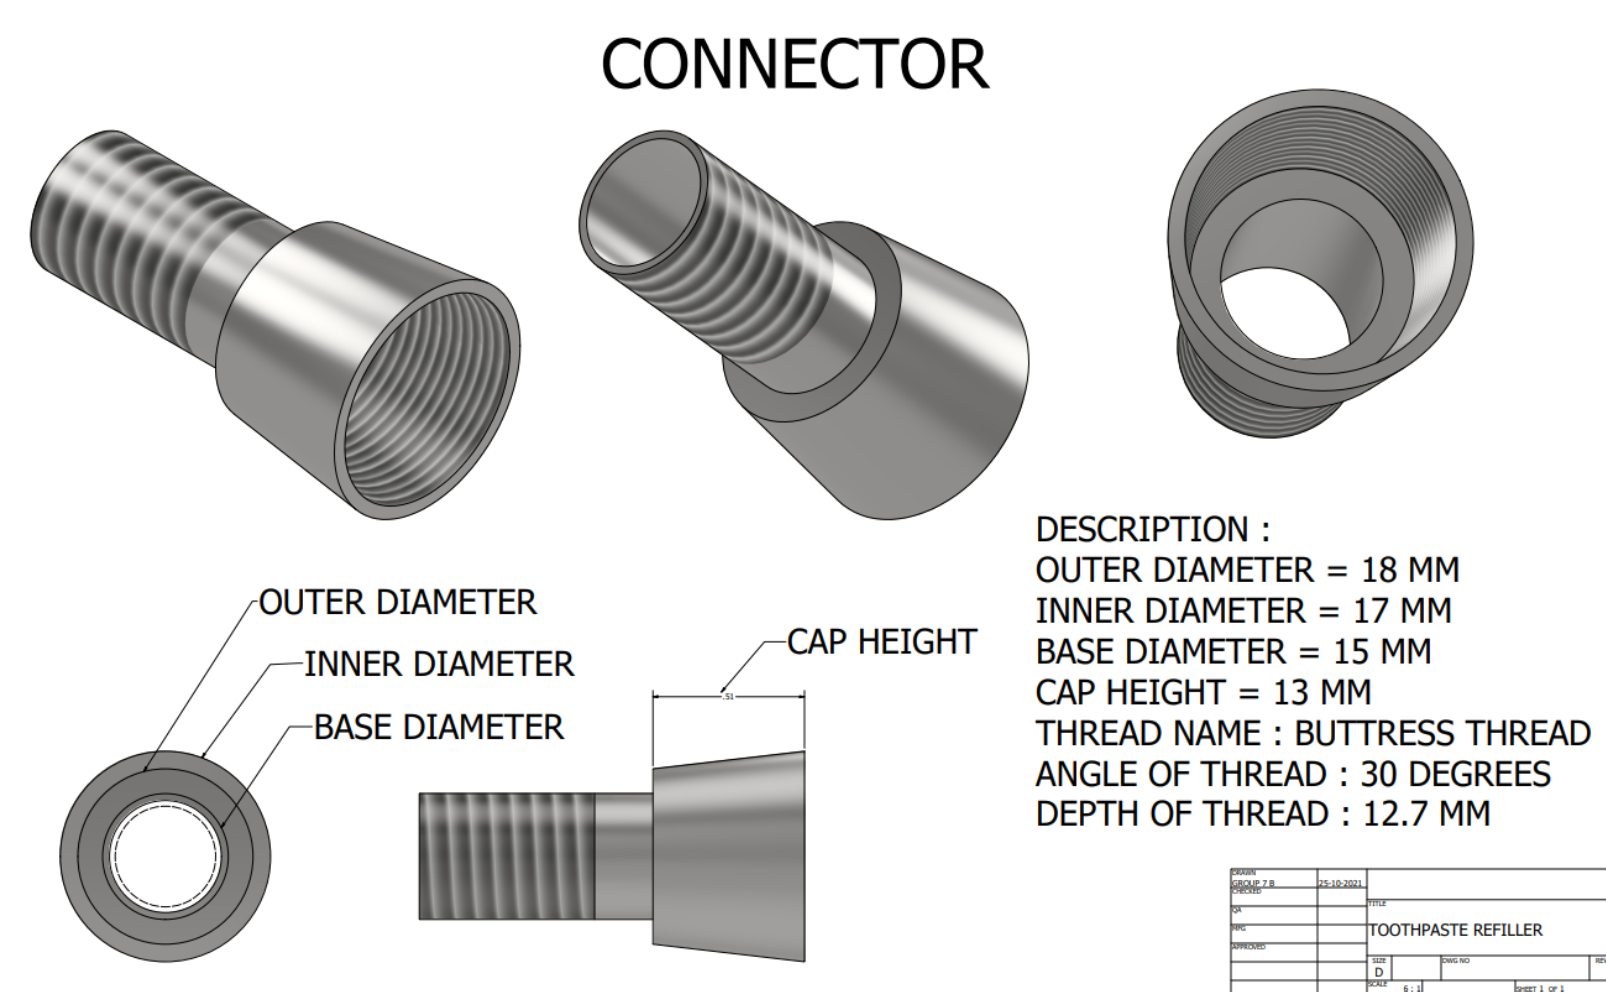 CONNECTOR
DESCRIPTION :
OUTER DIAMETER = 18 MM
INNER DIAMETER = 17 MM
BASE DIAMETER = 15 MM
CAP HEIGHT = 13 MM
THREAD NAME : BUTTRESS THREAD
ANGLE OF THREAD : 30 DEGREES
DEPTH OF THREAD : 12.7 MM
OUTER DIAMETER
INNER DIAMETER
BASE DIAMETER
CAP HEIGHT
.51
DRAWN
GROUP 7 B 25-10-2021
CHECKED
QA
MFG
APPROVED
TITLE
TOOTHPASTE REFILLER
SIZE
D
DWG NO
SCALE
6 : 1
SHEET 1 OF 1